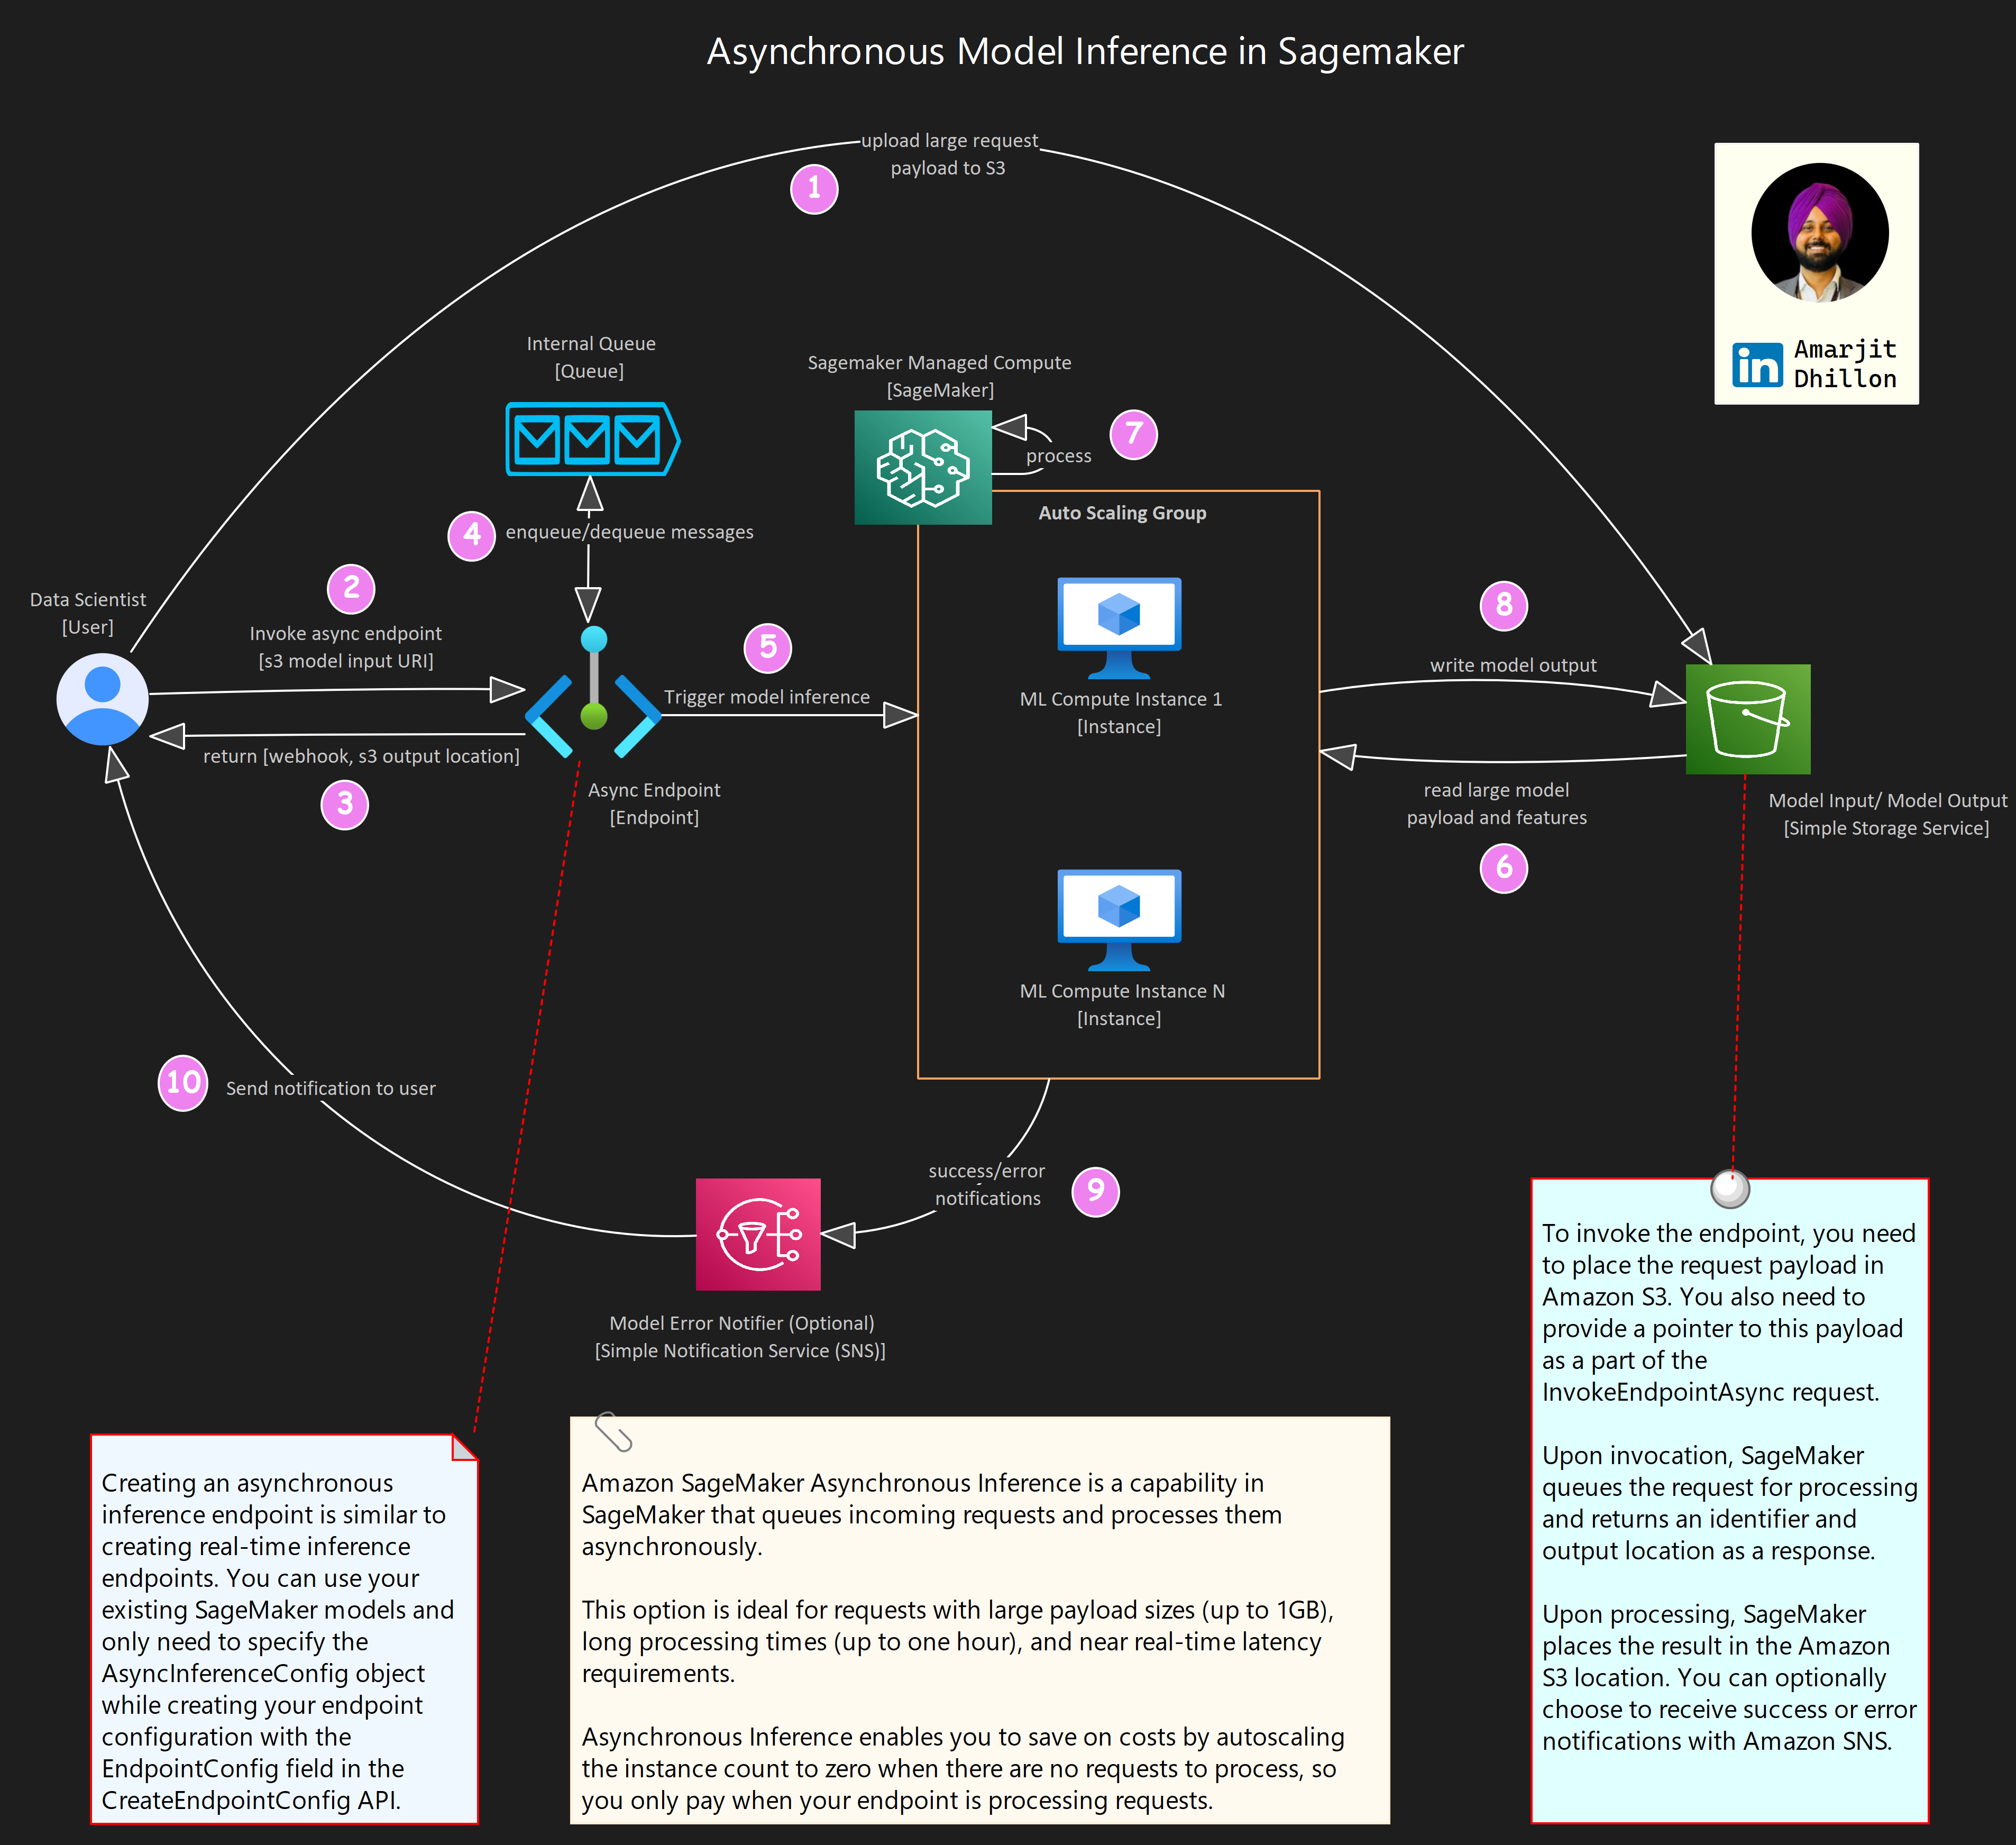 Asynchronous Model Inference in Sagemaker
upload large request
payload to S3
1
Amarjit
Dhillon
in
Internal Queue
[Queue]
Sagemaker Managed Compute
[SageMaker]
7
process
Auto Scaling Group
4
enqueue/dequeue messages
Data Scientist
[User]
2
Invoke async endpoint
[s3 model input URI]
5
Trigger model inference
8
write model output
ML Compute Instance 1
[Instance]
return [webhook, s3 output location]
3
Async Endpoint
[Endpoint]
read large model
payload and features
6
Model Input/ Model Output
[Simple Storage Service]
ML Compute Instance N
[Instance]
10
Send notification to user
success/error
notifications
9
Model Error Notifier (Optional)
[Simple Notification Service (SNS)]
Creating an asynchronous
inference endpoint is similar to
creating real-time inference
endpoints. You can use your
existing SageMaker models and
only need to specify the
AsyncInferenceConfig object
while creating your endpoint
configuration with the
EndpointConfig field in the
CreateEndpointConfig API.
Amazon SageMaker Asynchronous Inference is a capability in
SageMaker that queues incoming requests and processes them
asynchronously.
This option is ideal for requests with large payload sizes (up to 1GB),
long processing times (up to one hour), and near real-time latency
requirements.
Asynchronous Inference enables you to save on costs by autoscaling
the instance count to zero when there are no requests to process, so
you only pay when your endpoint is processing requests.
To invoke the endpoint, you need
to place the request payload in
Amazon S3. You also need to
provide a pointer to this payload
as a part of the
InvokeEndpointAsync request.
Upon invocation, SageMaker
queues the request for processing
and returns an identifier and
output location as a response.
Upon processing, SageMaker
places the result in the Amazon
S3 location. You can optionally
choose to receive success or error
notifications with Amazon SNS.